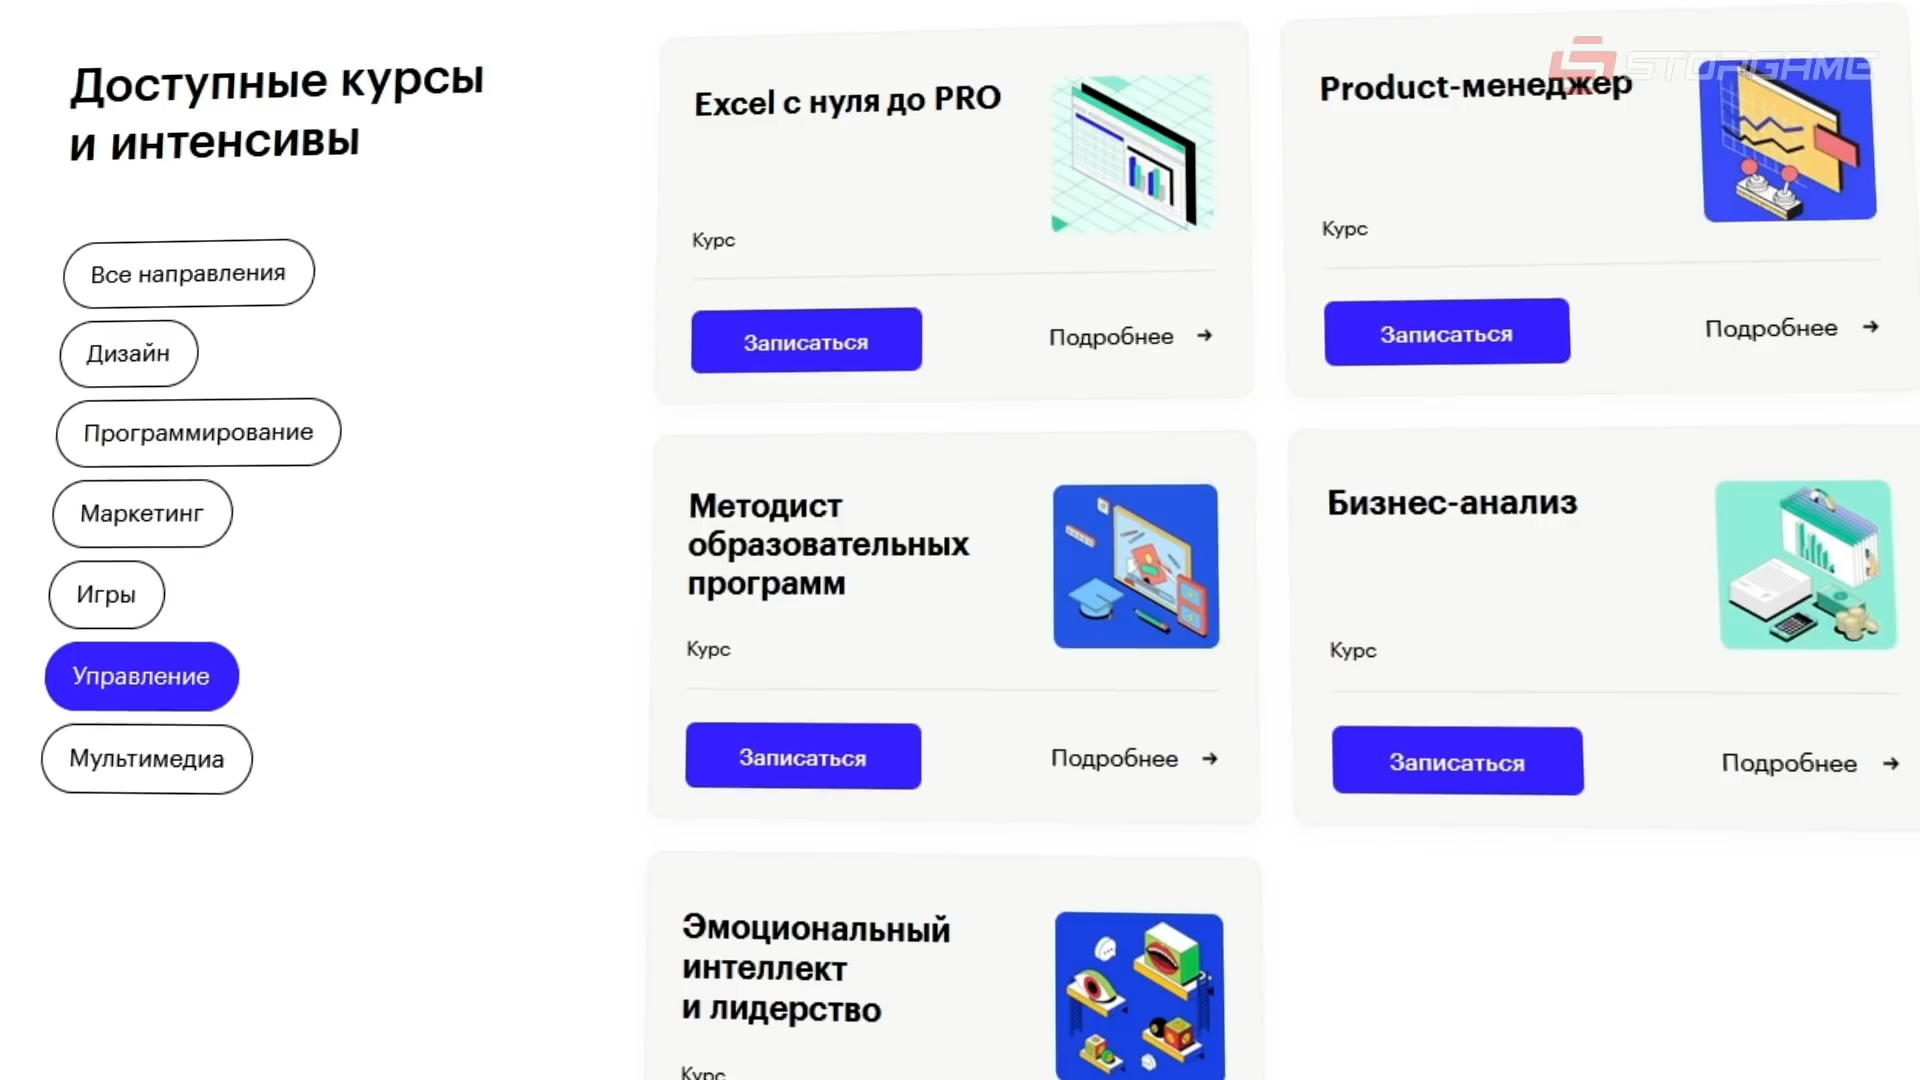 Доступные курсы
и интенсивы
Все направления
Дизайн
Программирование
Маркетинг
Игры
Управление
Мультимедиа
Excel с нуля до PRO
Курс
Записаться
Подробнее →
STOPGAME
Product-менеджер
Курс
Записаться
Подробнее →
Методист
образовательных
программ
Курс
Записаться
Подробнее →
Бизнес-анализ
Курс
Записаться
Подробнее →
Эмоциональный
интеллект
и лидерство
Курс